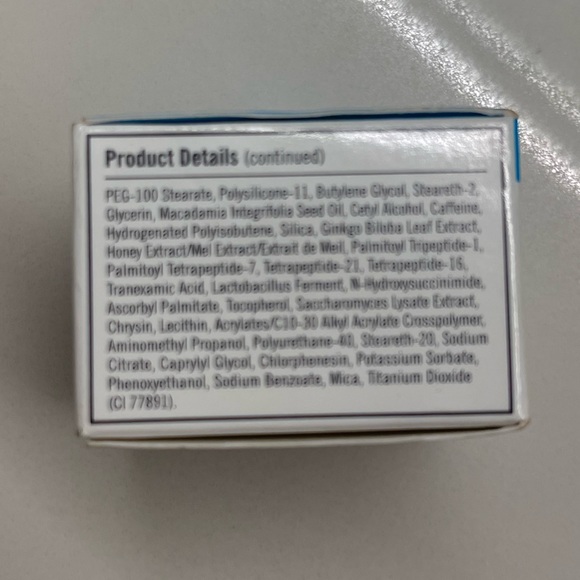 Product Details (continued)
PEG-100 Stearate, Polysilicone-11, Butylene Glycol, Steareth-2,
Glycerin, Macadamia Integrifolia Seed Oil, Cetyl Alcohol, Caffeine,
Hydrogenated Polyisobutene, Silica, Ginkgo Biloba Leaf Extract,
Honey Extract/Mel Extract/Extrait de Meil, Palmitoyl Tripeptide-1,
Palmitoyl Tetrapeptide-7, Tetrapeptide-21, Tetrapeptide-16,
Tranexamic Acid, Lactobacillus Ferment, N-Hydroxysuccinimide,
Ascorbyl Palmitate, Tocopherol, Saccharomyces Lysate Extract,
Chrysin, Lecithin, Acrylates/C10-30 Alkyl Acrylate Crosspolymer,
Aminomethyl Propanol, Polyurethane-40, Steareth-20, Sodium
Citrate, Caprylyl Glycol, Chlorphenesin, Potassium Sorbate,
Phenoxyethanol, Sodium Benzoate, Mica, Titanium Dioxide
(CI 77891).